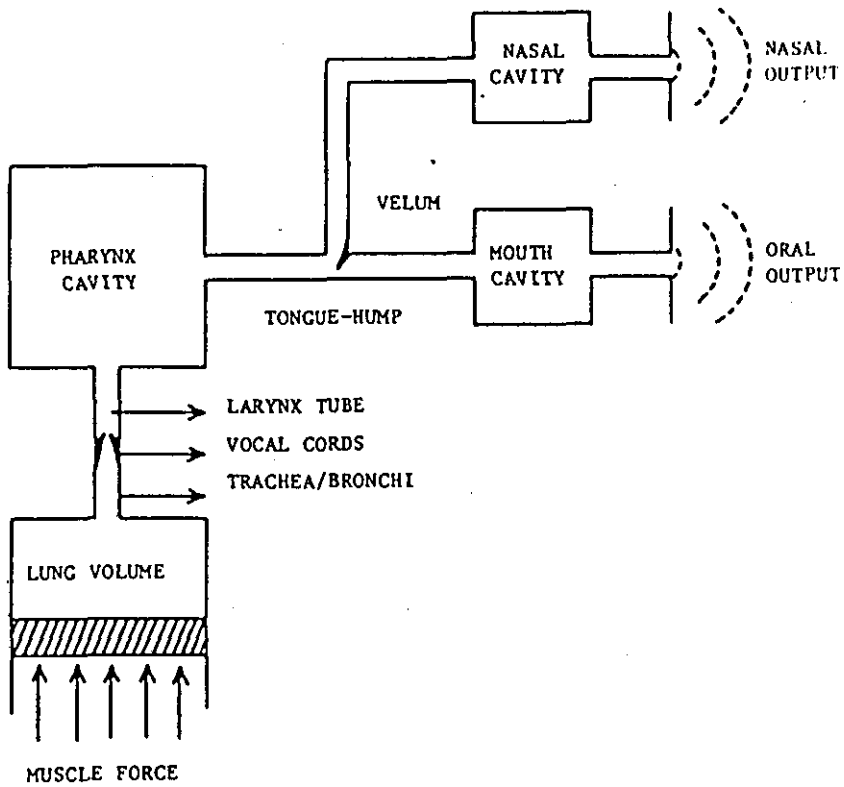 NASAL
CAVITY
NASAL
OUTPUT
VELUM
PHARYNX
CAVITY
MOUTH
CAVITY
ORAL
OUTPUT
TONGUE-HUMP
LARYNX TUBE
VOCAL CORDS
TRACHEA/BRONCHI
LUNG VOLUME
MUSCLE FORCE